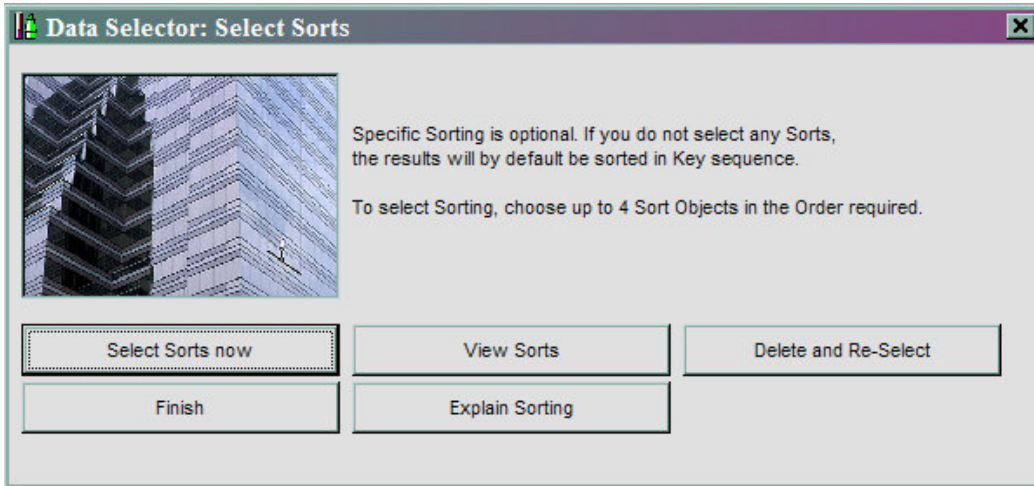 Data Selector: Select Sorts
Specific Sorting is optional. If you do not select any Sorts,
the results will by default be sorted in Key sequence.
To select Sorting, choose up to 4 Sort Objects in the Order required.
Select Sorts now
View Sorts
Delete and Re-Select
Finish
Explain Sorting